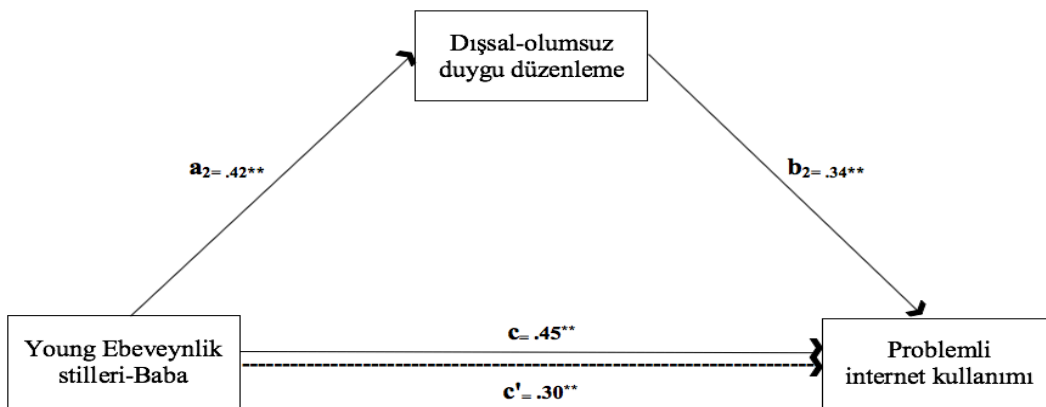 Dışsal-olumsuz
duygu düzenleme
a2= .42**
b2= .34**
Young Ebeveynlik
stilleri-Baba
c= .45**
c'= .30**
Problemli
internet kullanımı